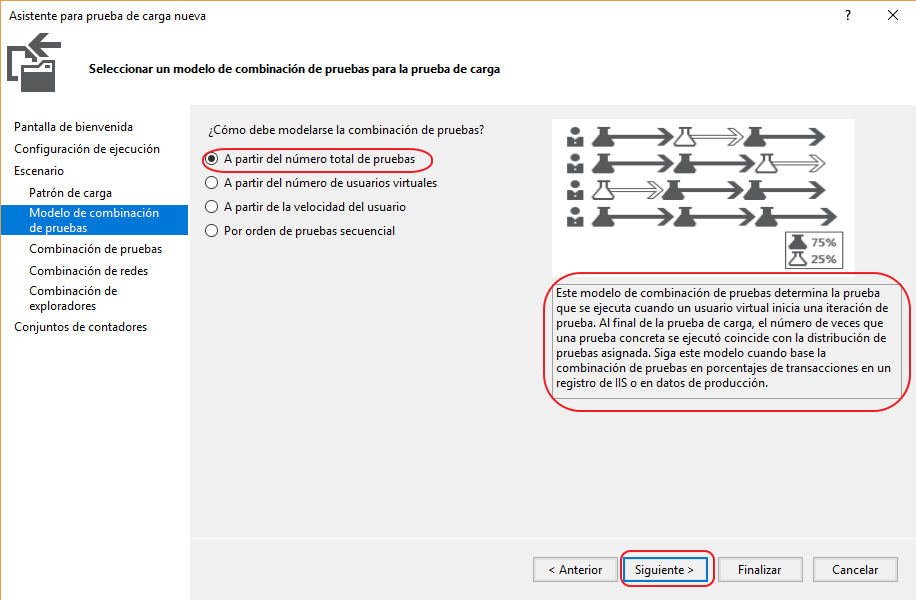 Asistente para prueba de carga nueva
?
Seleccionar un modelo de combinación de pruebas para la prueba de carga
Pantalla de bienvenida
Configuración de ejecución
Escenario
Patrón de carga
Modelo de combinación
de pruebas
Combinación de pruebas
Combinación de redes
Combinación de
exploradores
Conjuntos de contadores
¿Cómo debe modelarse la combinación de pruebas?
A partir del número total de pruebas
A partir del número de usuarios virtuales
A partir de la velocidad del usuario
Por orden de pruebas secuencial
75%
25%
Este modelo de combinación de pruebas determina la prueba
que se ejecuta cuando un usuario virtual inicia una iteración de
prueba. Al final de la prueba de carga, el número de veces que
una prueba concreta se ejecutó coincide con la distribución de
pruebas asignada. Siga este modelo cuando base la
combinación de pruebas en porcentajes de transacciones en un
registro de IIS o en datos de producción.
< Anterior
Siguiente >
Finalizar
Cancelar